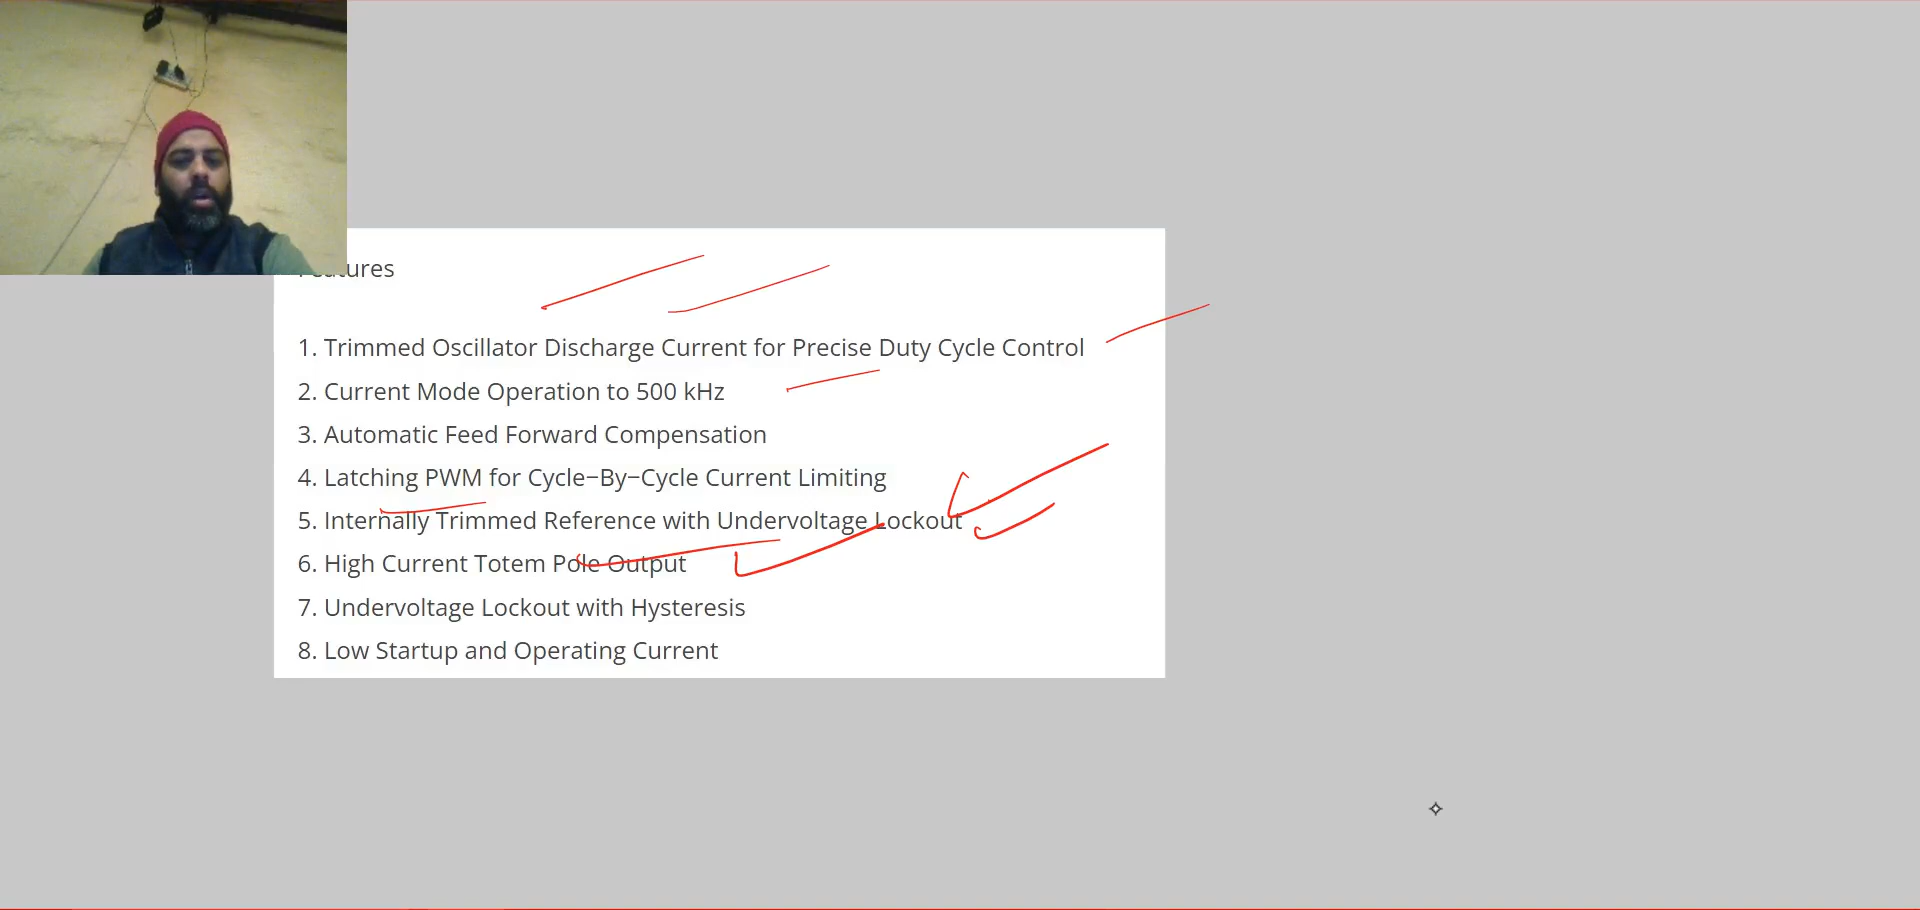 tures
1. Trimmed Oscillator Discharge Current for Precise Duty Cycle Control
2. Current Mode Operation to 500 kHz
3. Automatic Feed Forward Compensation
4. Latching PWM for Cycle−By−Cycle Current Limiting
5. Internally Trimmed Reference with Undervoltage Lockout
6. High Current Totem Pole Output
7. Undervoltage Lockout with Hysteresis
8. Low Startup and Operating Current